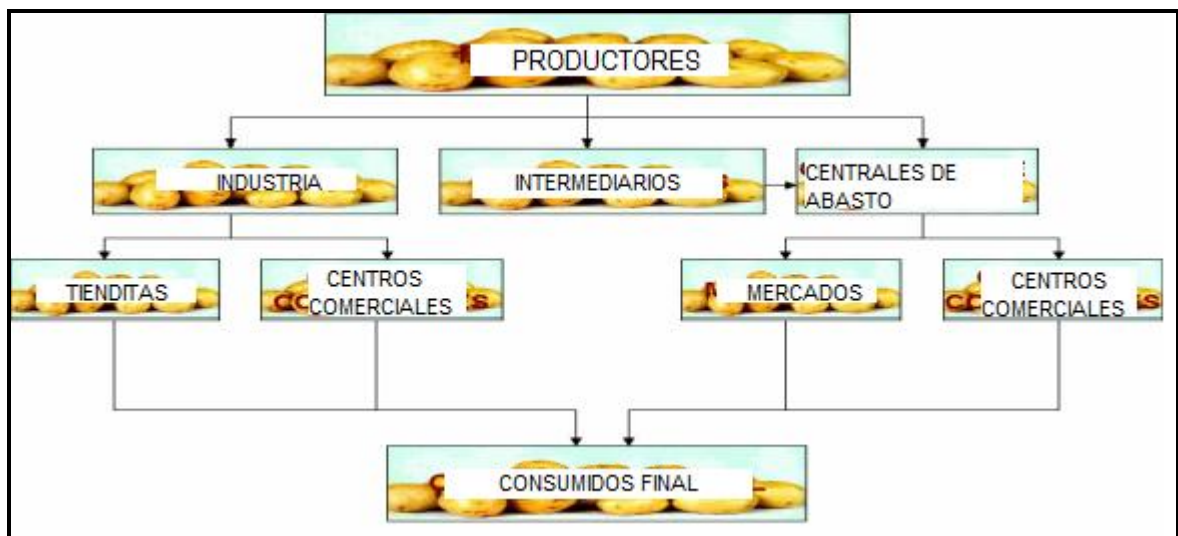 PRODUCTORES
INDUSTRIA
INTERMEDIARIOS
CENTRALES DE
ABASTO
TIENDITAS
CENTROS
COMERCIALES
MERCADOS
CENTROS
COMERCIALES
CONSUMIDOS FINAL